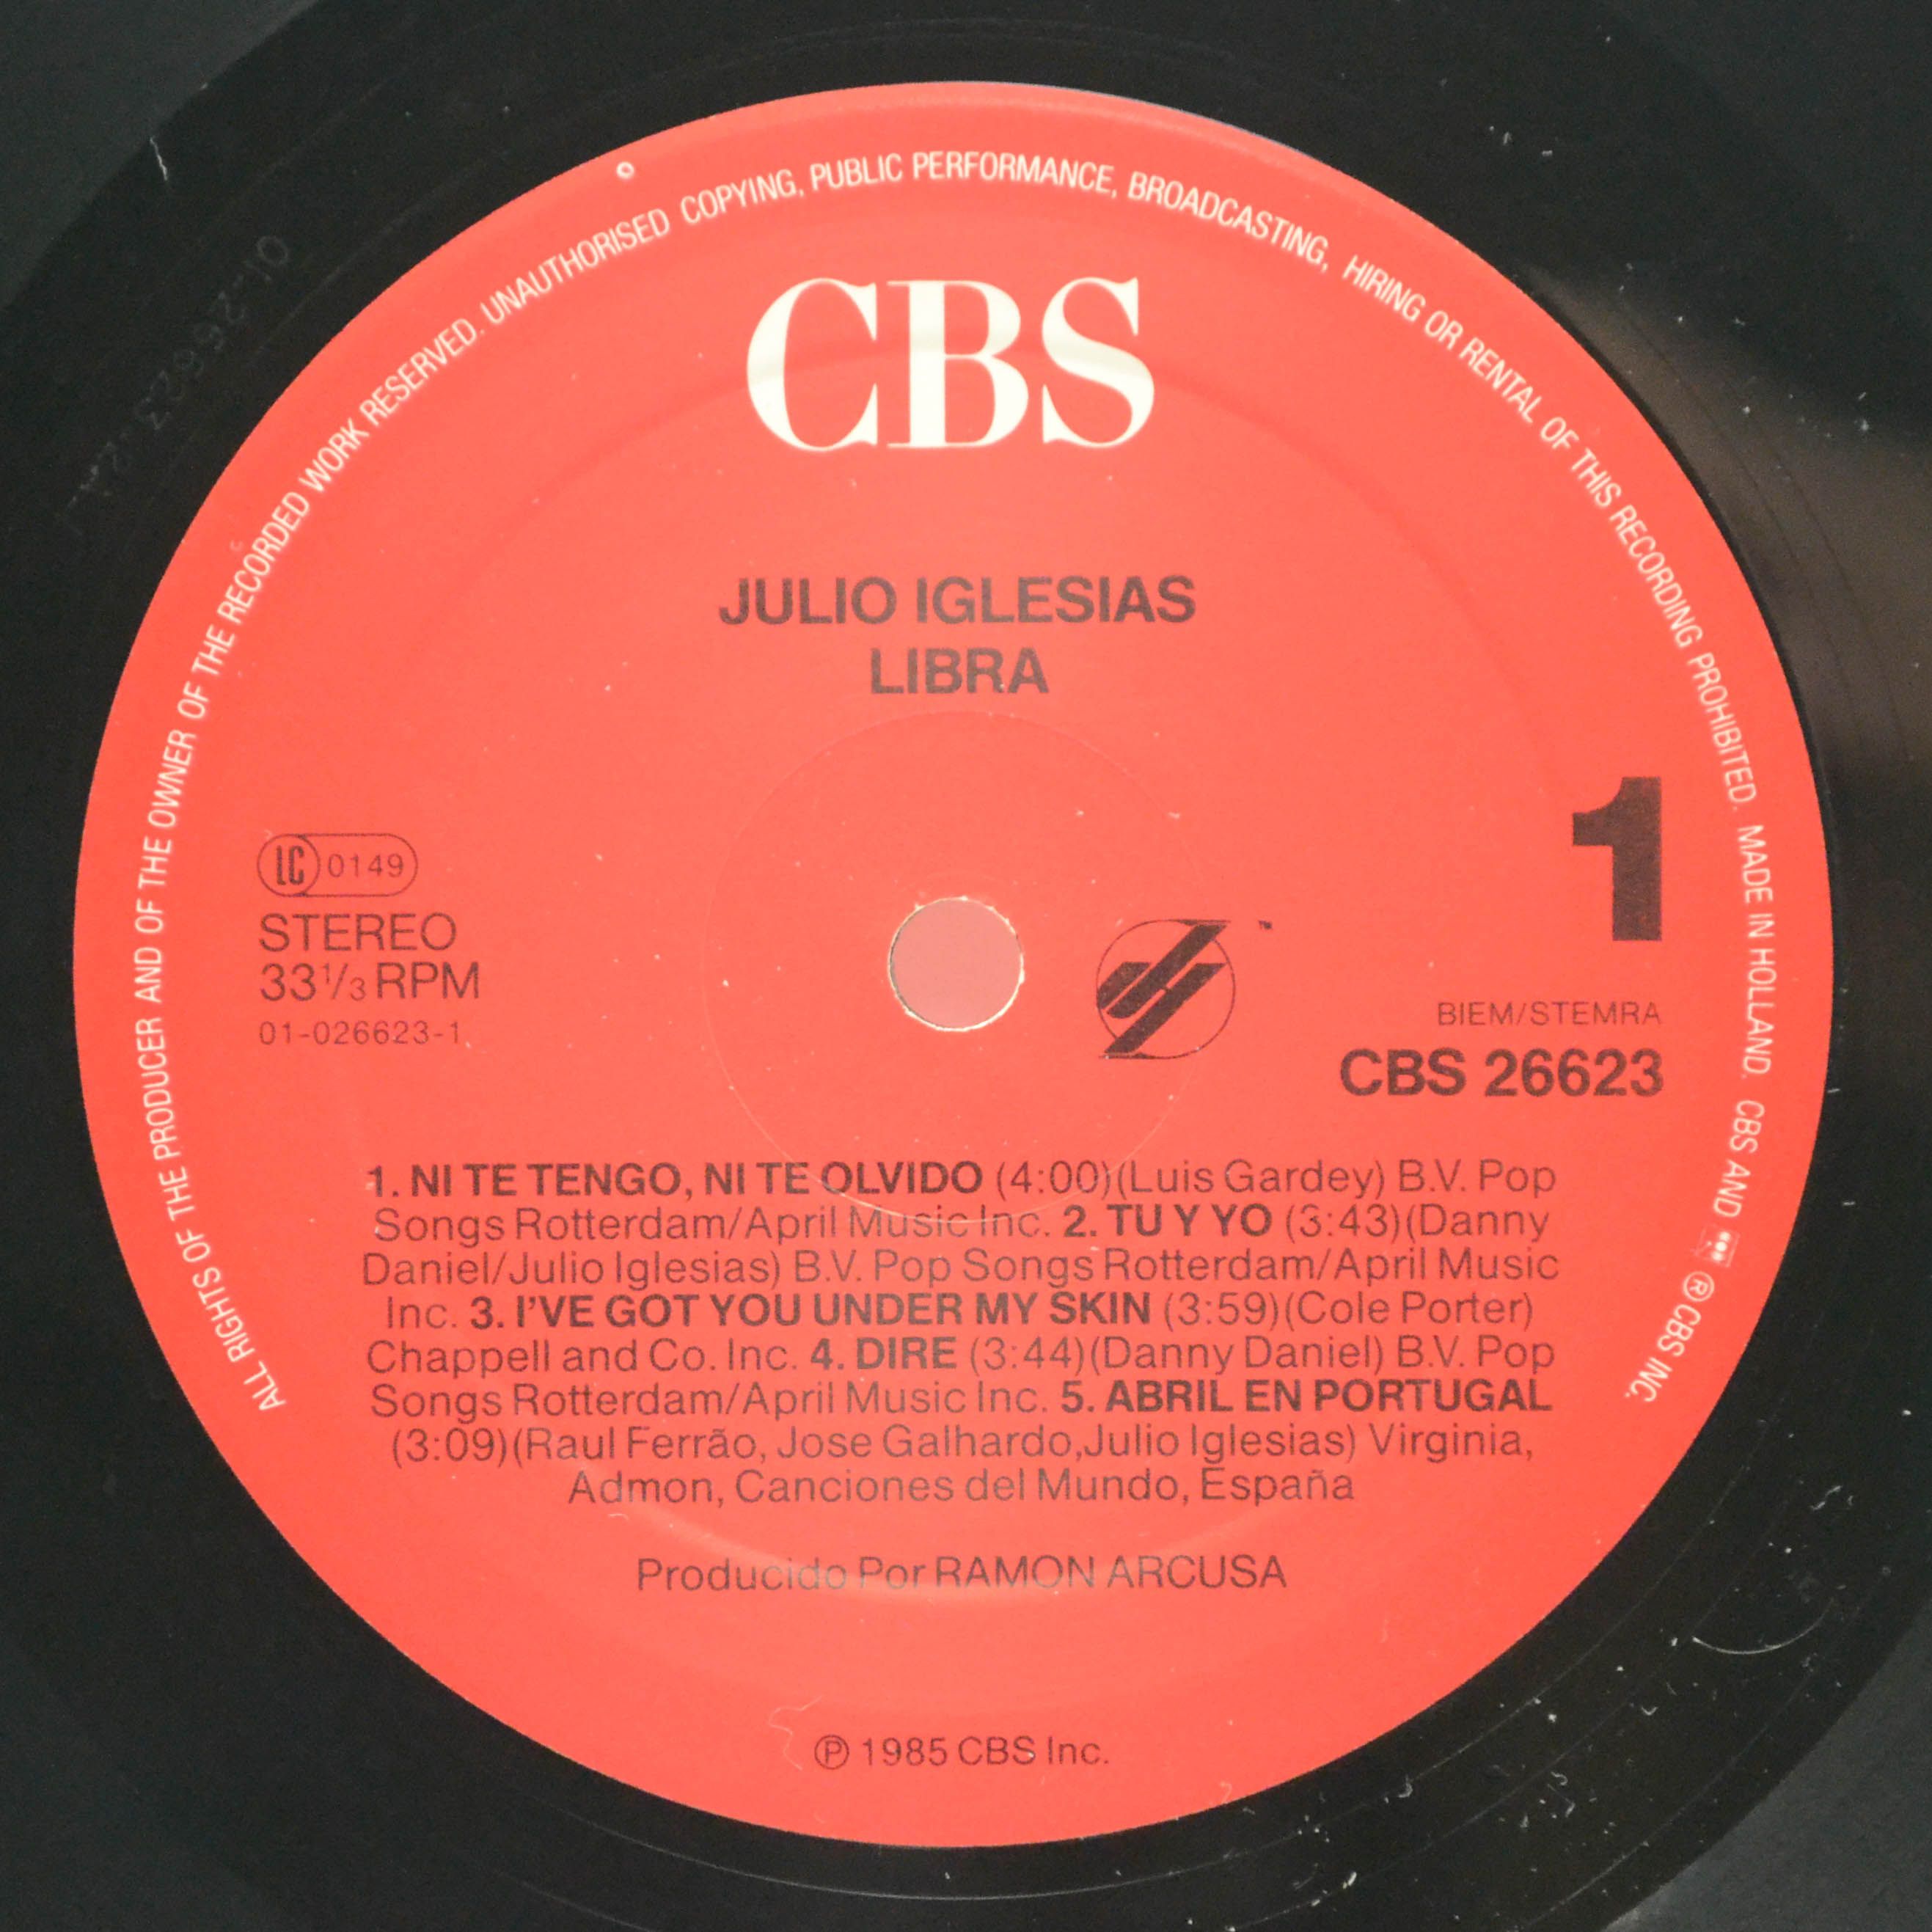 ALL RIGHTS OF THE PRODUCER AND OF THE OWNER OF THE RECORDED WORK RESERVED. UNAUTHORISED COPYING, PUBLIC PERFORMANCE, BROADCASTING, HIRING OR RENTAL OF THIS RECORDING PROHIBITED. MADE IN HOLLAND. CBS AND ® CBS INC.
CBS
JULIO IGLESIAS
LIBRA
LC 0149
STEREO
33 1/3 RPM
01-026623-1
1
™
BIEM/STEMRA
CBS 26623
1. NI TE TENGO, NI TE OLVIDO (4:00)(Luis Gardey) B.V. Pop
Songs Rotterdam/April Music Inc. 2. TU Y YO (3:43)(Danny
Daniel/Julio Iglesias) B.V. Pop Songs Rotterdam/April Music
Inc. 3. I'VE GOT YOU UNDER MY SKIN (3:59)(Cole Porter)
Chappell and Co. Inc. 4. DIRE (3:44)(Danny Daniel) B.V. Pop
Songs Rotterdam/April Music Inc. 5. ABRIL EN PORTUGAL
(3:09)(Raul Ferrão, Jose Galhardo,Julio Iglesias) Virginia,
Admon, Canciones del Mundo, España
Producido Por RAMON ARCUSA
℗ 1985 CBS Inc.